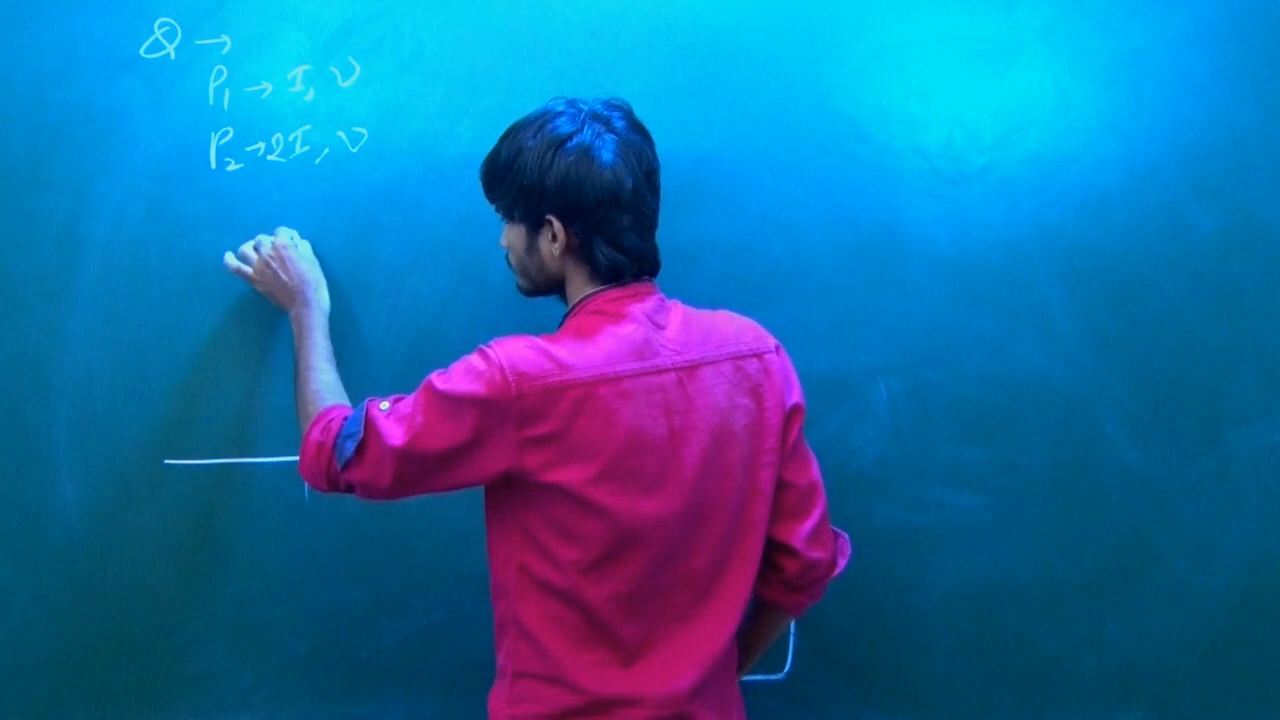 Q →
P₁ → I, ν
P₂ → 2I, ν